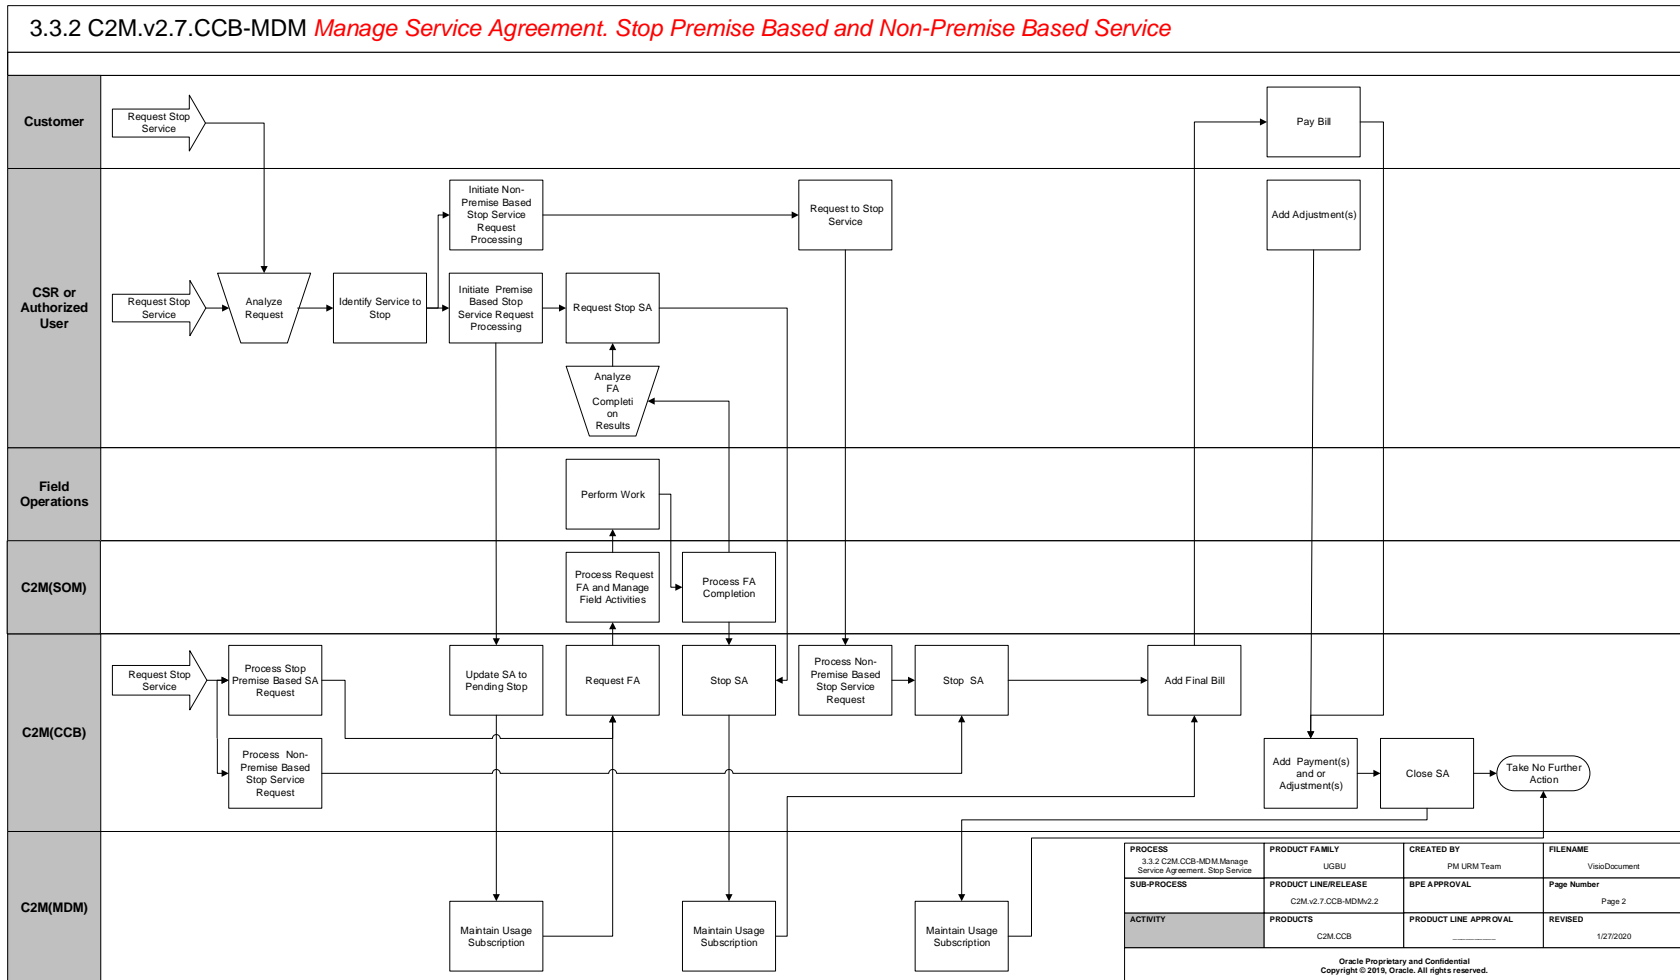 3.3.2 C2M.v2.7.CCB-MDM Manage Service Agreement. Stop Premise Based and Non-Premise Based Service
Customer
Request Stop
Service
Pay Bill
CSR or
Authorized
User
Initiate Non-
Premise Based
Stop Service
Request
Processing
Request to Stop
Service
Add Adjustment(s)
Request Stop
Service
Analyze
Request
Identify Service to
Stop
Initiate Premise
Based Stop
Service Request
Processing
Request Stop SA
Analyze
FA
Completi
on
Results
Field
Operations
Perform Work
C2M(SOM)
Process Request
FA and Manage
Field Activities
Process FA
Completion
C2M(CCB)
Request Stop
Service
Process Stop
Premise Based SA
Request
Update SA to
Pending Stop
Request FA
Stop SA
Process Non-
Premise Based
Stop Service
Request
Stop SA
Add Final Bill
Process Non-
Premise Based
Stop Service
Request
Add Payment(s)
and or
Adjustment(s)
Close SA
Take No Further
Action
C2M(MDM)
Maintain Usage
Subscription
Maintain Usage
Subscription
Maintain Usage
Subscription
PROCESS
3.3.2 C2M.CCB-MDM.Manage
Service Agreement. Stop Service
PRODUCT FAMILY
UGBU
CREATED BY
PM URM Team
FILENAME
VisioDocument
SUB-PROCESS
PRODUCT LINE/RELEASE
C2M.v2.7.CCB-MDMv2.2
BPE APPROVAL
Page Number
Page 2
ACTIVITY
PRODUCTS
C2M.CCB
PRODUCT LINE APPROVAL
___________
REVISED
1/27/2020
Oracle Proprietary and Confidential
Copyright © 2019, Oracle. All rights reserved.